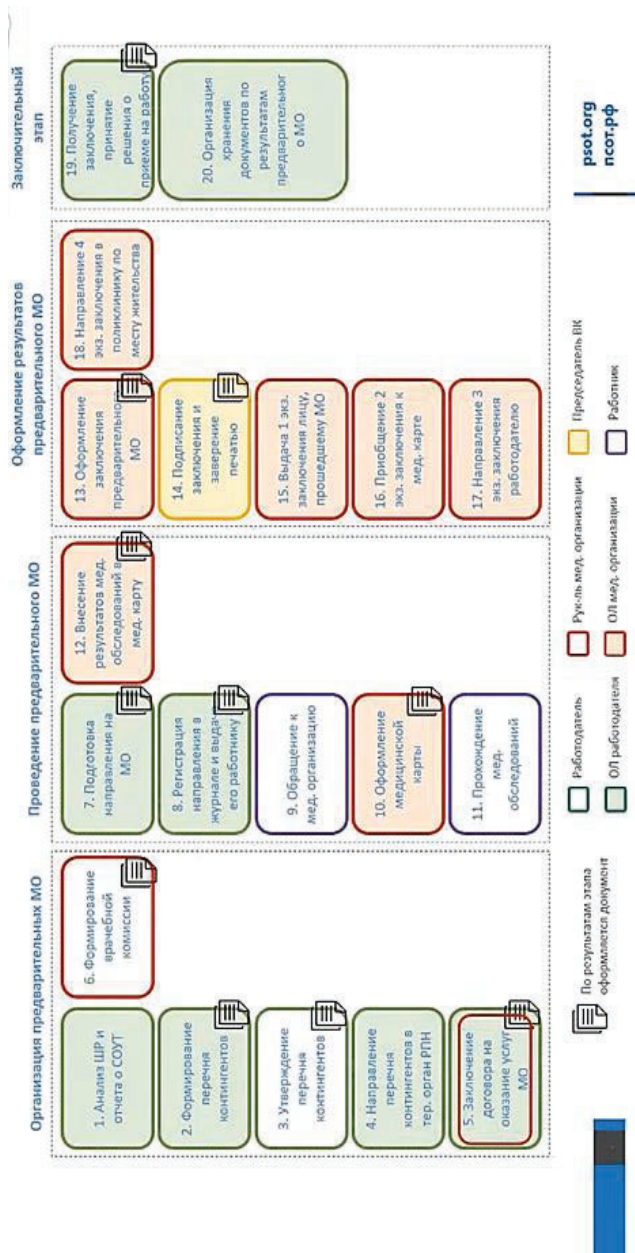 Организация предварительных МО
1. Анализ ШР и
отчета о СОУТ
2. Формирование
перечня
контингентов
3. Утверждение
перечня
контингентов
4. Направление
перечня
контингентов в
тер. орган РПН
5. Заключение
договора на
оказание услуг
МО
6. Формирование
врачебной
комиссии
Проведение предварительного МО
7. Подготовка
направления на
МО
8. Регистрация
направления в
журнале и выдача
его работнику
9. Обращение к
мед. организацию
10. Оформление
медицинской
карты
11. Прохождение
мед.
обследований
12. Внесение
результатов мед.
обследований в
мед. карту
Оформление результатов
предварительного МО
13. Оформление
заключения
предварительного
МО
14. Подписание
заключения и
заверение
печатью
15. Выдача 1 экз.
заключения лицу,
прошедшему МО
16. Приобщение 2
экз. заключения к
мед. карте
17. Направление 3
экз. заключения
работодателю
18. Направление 4
экз. заключения в
поликлинику по
месту жительства
Заключительный
этап
19. Получение
заключения,
принятие
решения о
приеме на работу
20. Организация
хранения
документов по
результатам
предварительног
о МО
По результатам этапа
оформляется документ
Работодатель
ОЛ работодателя
Рук-ль мед. организации
ОЛ мед. организации
Председатель ВК
Работник
psot.org
псот.рф